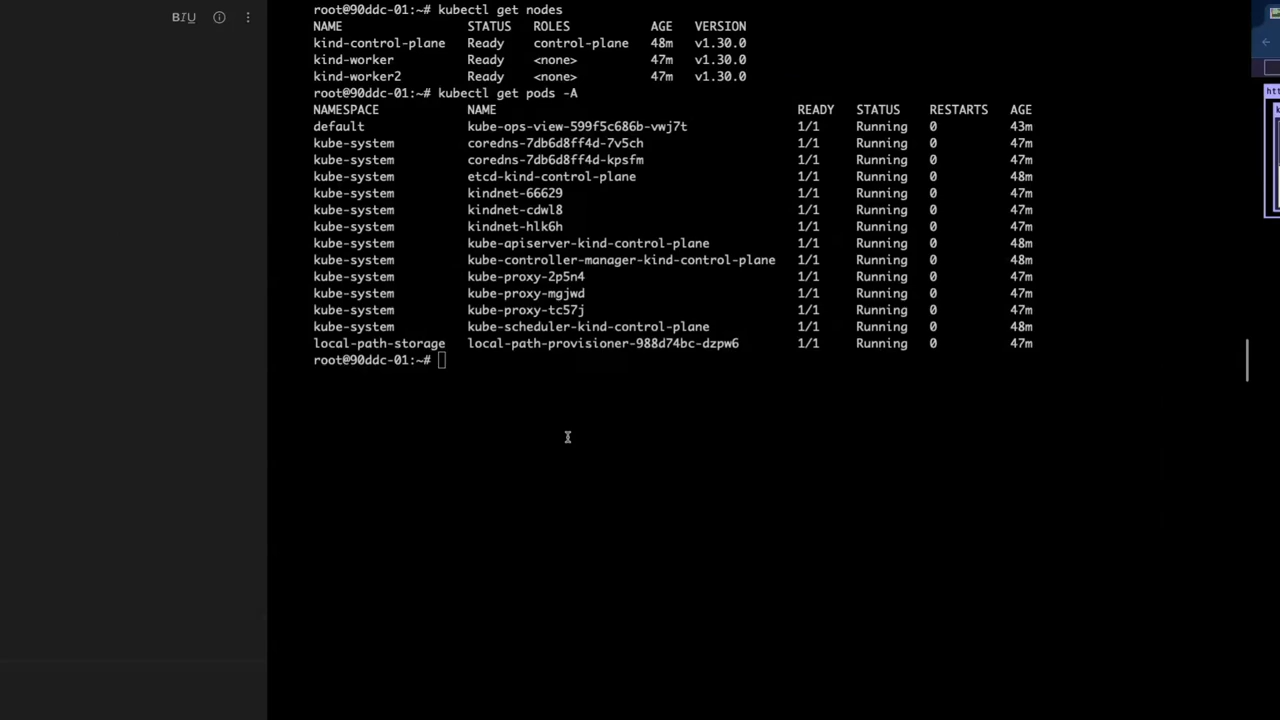 BIU
root@90ddc-01:~# kubectl get nodes
NAME STATUS ROLES AGE VERSION
kind-control-plane Ready control-plane 48m v1.30.0
kind-worker Ready <none> 47m v1.30.0
kind-worker2 Ready <none> 47m v1.30.0
root@90ddc-01:~# kubectl get pods -A
NAMESPACE NAME READY STATUS RESTARTS AGE
default kube-ops-view-599f5c686b-vwj7t 1/1 Running 0 43m
kube-system coredns-7db6d8ff4d-7v5ch 1/1 Running 0 47m
kube-system coredns-7db6d8ff4d-kpsfm 1/1 Running 0 47m
kube-system etcd-kind-control-plane 1/1 Running 0 48m
kube-system kindnet-66629 1/1 Running 0 47m
kube-system kindnet-cdwl8 1/1 Running 0 47m
kube-system kindnet-hlk6h 1/1 Running 0 47m
kube-system kube-apiserver-kind-control-plane 1/1 Running 0 48m
kube-system kube-controller-manager-kind-control-plane 1/1 Running 0 48m
kube-system kube-proxy-2p5n4 1/1 Running 0 47m
kube-system kube-proxy-mgjwd 1/1 Running 0 47m
kube-system kube-proxy-tc57j 1/1 Running 0 47m
kube-system kube-scheduler-kind-control-plane 1/1 Running 0 48m
local-path-storage local-path-provisioner-988d74bc-dzpw6 1/1 Running 0 47m
root@90ddc-01:~#